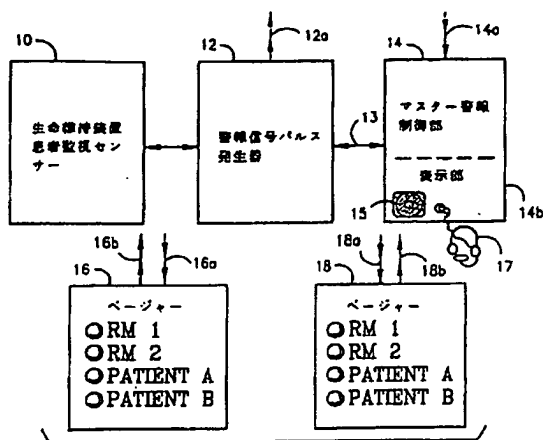 10
12
12a
14
14a
生命維持装置
患者監視センサー
警報信号パルス
発生器
13
マスター警報
制御部
表示部
15
14b
17
16b
16a
16
18a
18b
18
ページャー
RM 1
RM 2
PATIENT A
PATIENT B
ページャー
RM 1
RM 2
PATIENT A
PATIENT B